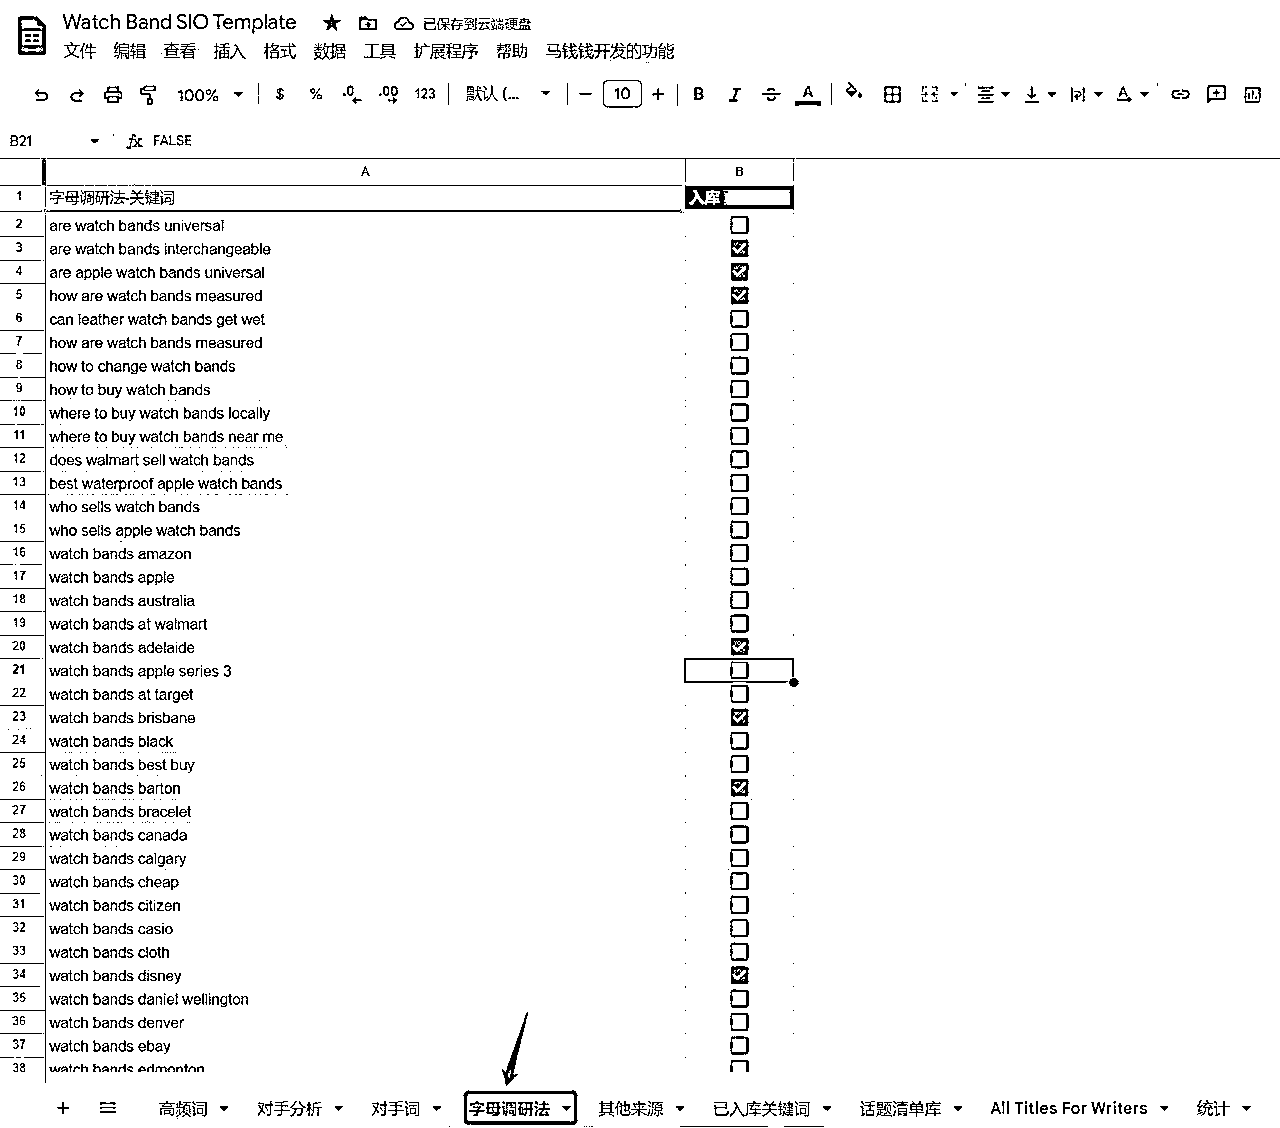 Watch Band SIO Template 已保存到云端硬盘
文件 编辑 查看 插入 格式 数据 工具 扩展程序 帮助 马钱钱开发的功能
100% $ % .0 .00 123 默认 (... − 10 + B I S A A
B21 fx FALSE
A B
1 字母调研法-关键词 入库
2 are watch bands universal
3 are watch bands interchangeable
4 are apple watch bands universal
5 how are watch bands measured
6 can leather watch bands get wet
7 how are watch bands measured
8 how to change watch bands
9 how to buy watch bands
10 where to buy watch bands locally
11 where to buy watch bands near me
12 does walmart sell watch bands
13 best waterproof apple watch bands
14 who sells watch bands
15 who sells apple watch bands
16 watch bands amazon
17 watch bands apple
18 watch bands australia
19 watch bands at walmart
20 watch bands adelaide
21 watch bands apple series 3
22 watch bands at target
23 watch bands brisbane
24 watch bands black
25 watch bands best buy
26 watch bands barton
27 watch bands bracelet
28 watch bands canada
29 watch bands calgary
30 watch bands cheap
31 watch bands citizen
32 watch bands casio
33 watch bands cloth
34 watch bands disney
35 watch bands daniel wellington
36 watch bands denver
37 watch bands ebay
38 watch bands edmonton
+ 高频词 对手分析 对手词 字母调研法 其他来源 已入库关键词 话题清单库 All Titles For Writers 统计